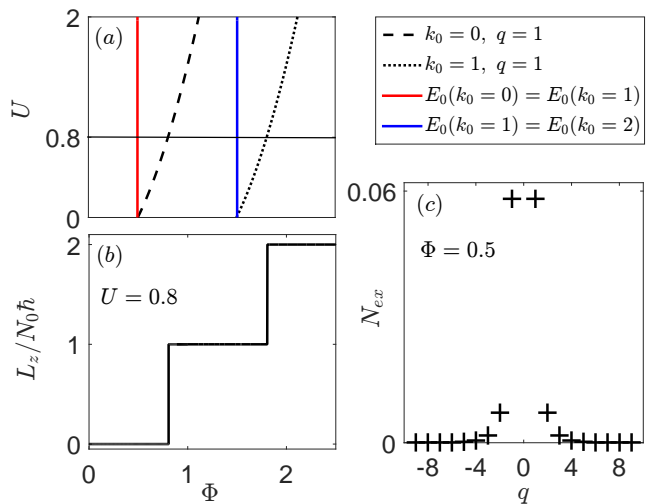 (a)
U
2
0.8
0
k₀ = 0, q = 1
k₀ = 1, q = 1
E₀(k₀ = 0) = E₀(k₀ = 1)
E₀(k₀ = 1) = E₀(k₀ = 2)
(b)
U = 0.8
L_z/N₀ħ
2
1
0
0 1 2
Φ
(c)
Φ = 0.5
N_ex
0.06
0
-8 -4 0 4 8
q